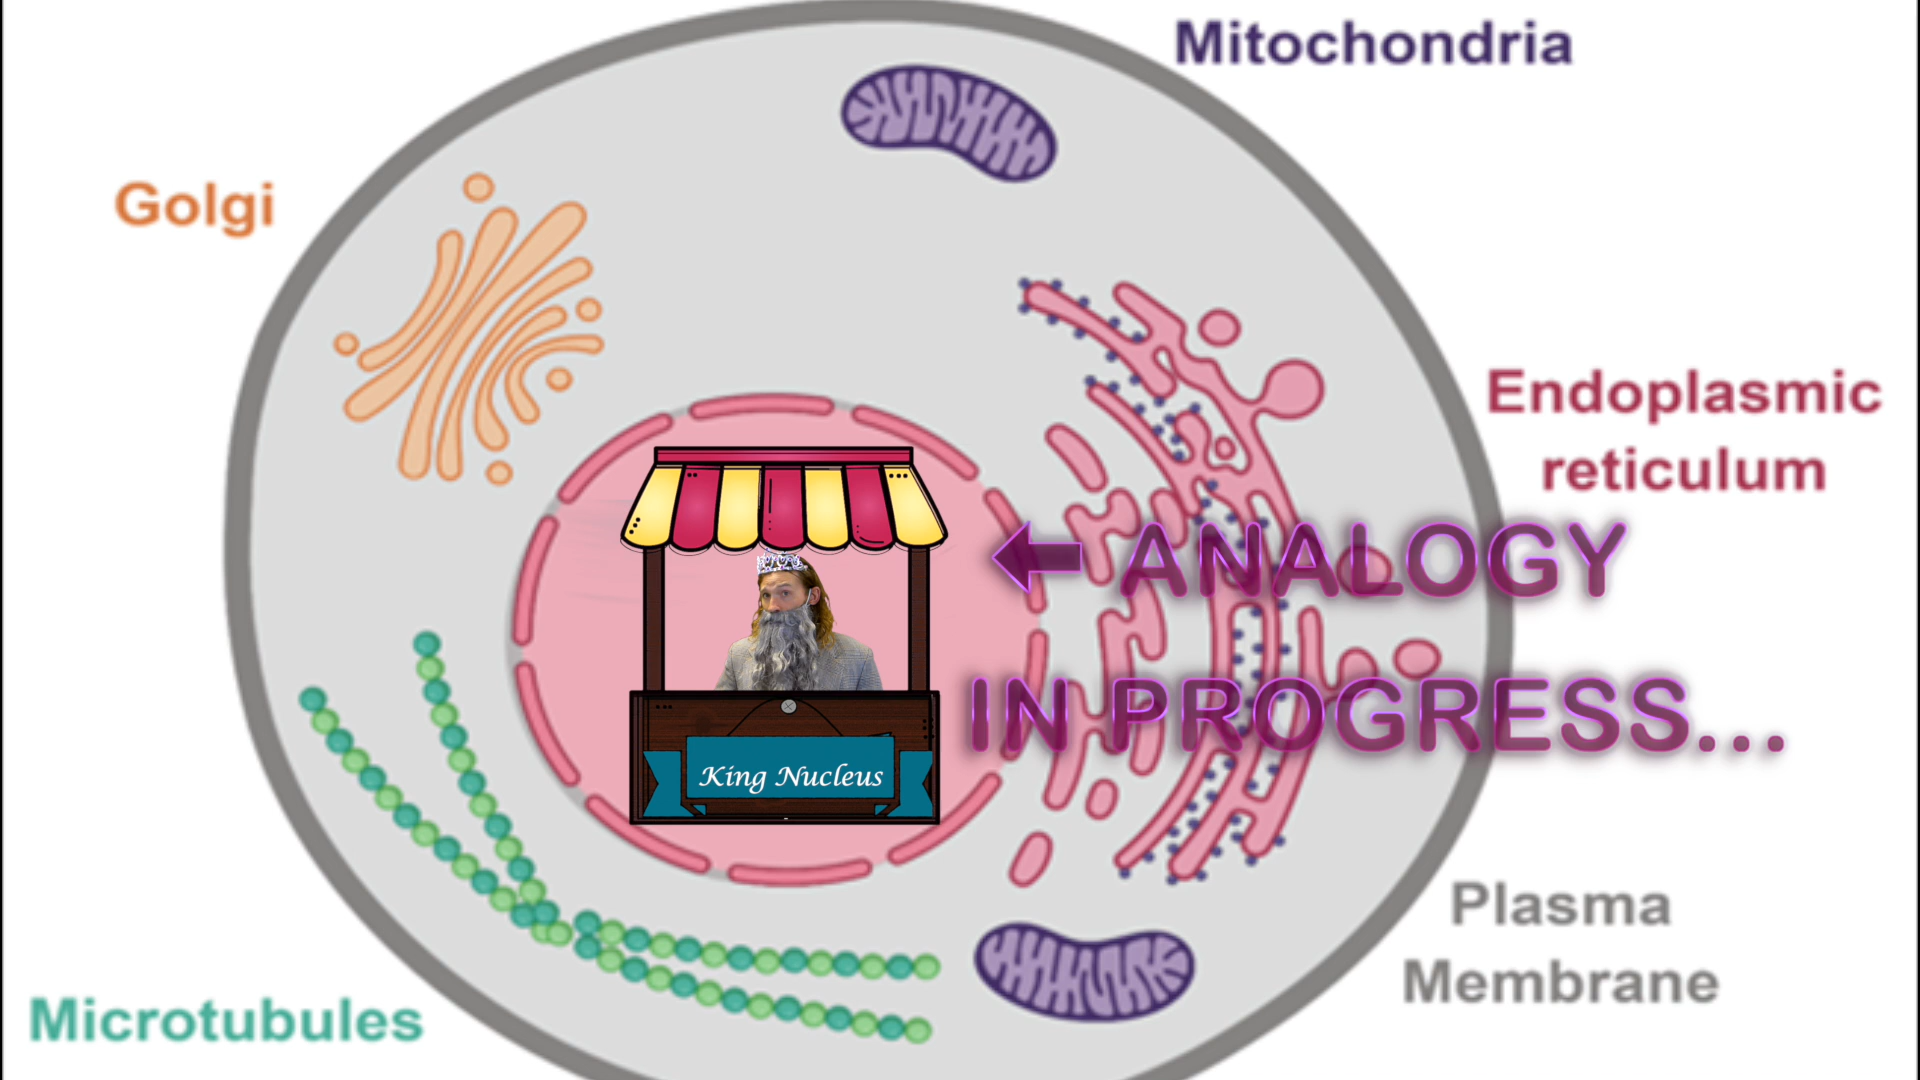 Mitochondria
Golgi
Endoplasmic
reticulum
ANALOGY
IN PROGRESS...
King Nucleus
Plasma
Membrane
Microtubules